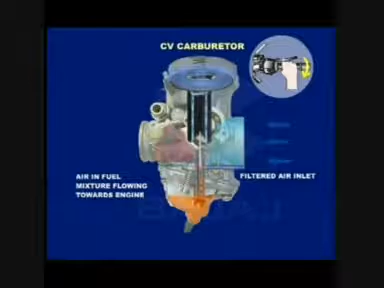 CV CARBURETOR
AIR IN FUEL
MIXTURE FLOWING
TOWARDS ENGINE
FILTERED AIR INLET